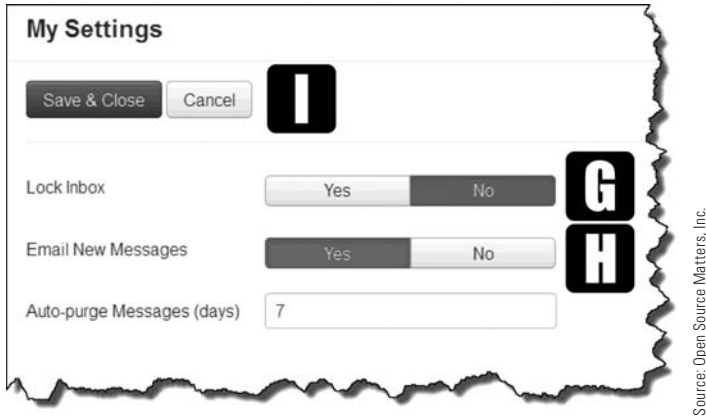 My Settings
Save & Close Cancel I
Lock Inbox Yes No G
Email New Messages Yes No H
Auto-purge Messages (days) 7
Source: Open Source Matters, Inc.